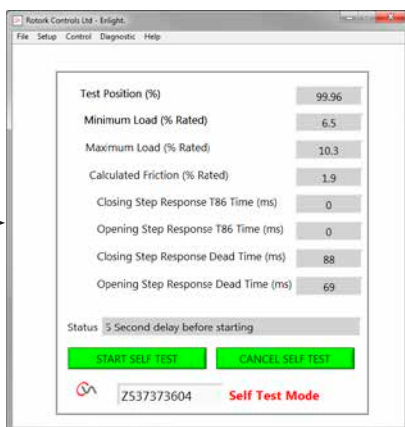 Rotork Controls Ltd - Enlight.
File Setup Control Diagnostic Help
Test Position (%) 99.96
Minimum Load (% Rated) 6.5
Maximum Load (% Rated) 10.3
Calculated Friction (% Rated) 1.9
Closing Step Response T86 Time (ms) 0
Opening Step Response T86 Time (ms) 0
Closing Step Response Dead Time (ms) 88
Opening Step Response Dead Time (ms) 69
Status 5 Second delay before starting
START SELF TEST CANCEL SELF TEST
ZS37373604 Self Test Mode